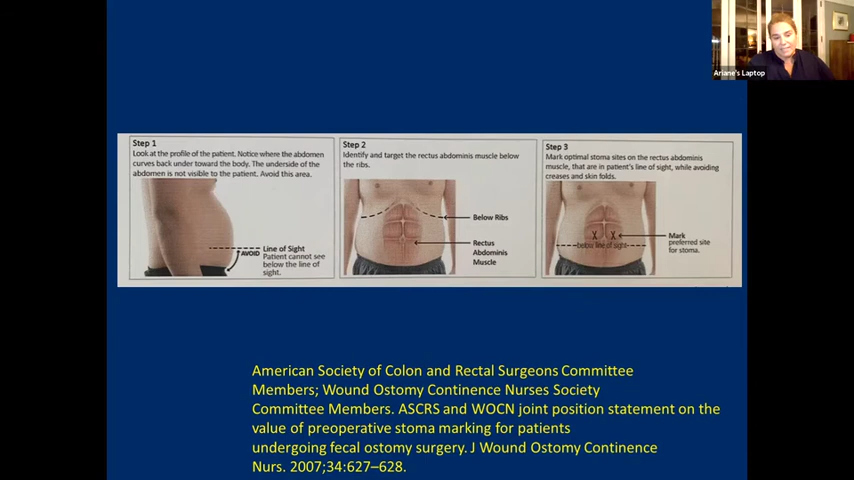 Ariane's Laptop
Step 1
Look at the profile of the patient. Notice where the abdomen
curves back under toward the body. The underside of the
abdomen is not visible to the patient. Avoid this area.
Line of Sight
AVOID
Patient cannot see
below the line of
sight.
Step 2
Identify and target the rectus abdominis muscle below
the ribs.
Below Ribs
Rectus
Abdominis
Muscle
Step 3
Mark optimal stoma sites on the rectus abdominis
muscle, that are in patient's line of sight, while avoiding
creases and skin folds.
X X
Mark
preferred site
for stoma.
below line of sight
American Society of Colon and Rectal Surgeons Committee
Members; Wound Ostomy Continence Nurses Society
Committee Members. ASCRS and WOCN joint position statement on the
value of preoperative stoma marking for patients
undergoing fecal ostomy surgery. J Wound Ostomy Continence
Nurs. 2007;34:627–628.